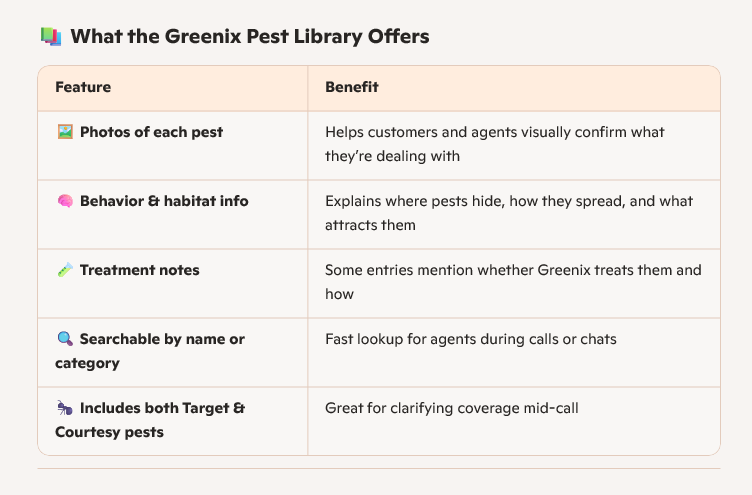 What the Greenix Pest Library Offers
Feature
Benefit
Photos of each pest
Helps customers and agents visually confirm what
they’re dealing with
Behavior & habitat info
Explains where pests hide, how they spread, and what
attracts them
Treatment notes
Some entries mention whether Greenix treats them and
how
Searchable by name or
category
Fast lookup for agents during calls or chats
Includes both Target &
Courtesy pests
Great for clarifying coverage mid-call